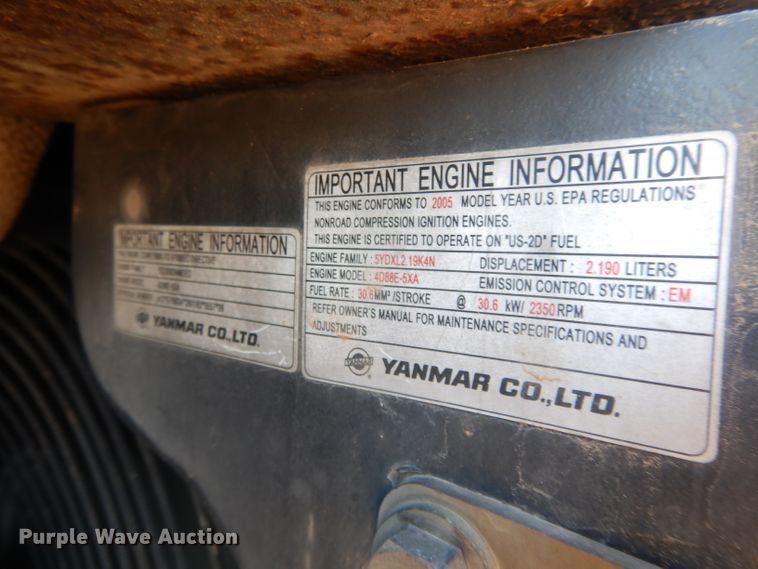 IMPORTANT ENGINE INFORMATION
THIS ENGINE CONFORMS TO 2005 MODEL YEAR U.S. EPA REGULATIONS
NONROAD COMPRESSION IGNITION ENGINES.
THIS ENGINE IS CERTIFIED TO OPERATE ON "US-2D" FUEL
ENGINE FAMILY : 5YDXL2.19K4N DISPLACEMENT : 2.190 LITERS
ENGINE MODEL : 4D88E-5XA EMISSION CONTROL SYSTEM : EM
FUEL RATE : 30.6MM³/STROKE @ 30.6 kW/ 2350RPM
REFER OWNER'S MANUAL FOR MAINTENANCE SPECIFICATIONS AND
ADJUSTMENTS
YANMAR
YANMAR CO.,LTD.
IMPORTANT ENGINE INFORMATION
YANMAR CO.,LTD.
Purple Wave Auction